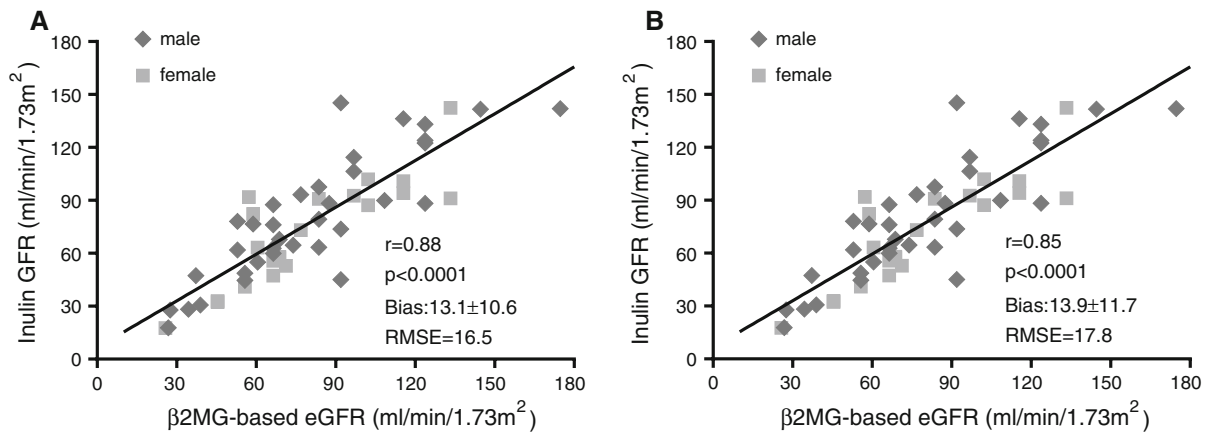 A
male
female
Inulin GFR (ml/min/1.73m²)
180
150
120
90
60
30
0
r=0.88
p<0.0001
Bias:13.1±10.6
RMSE=16.5
0 30 60 90 120 150 180
β2MG-based eGFR (ml/min/1.73m²)
B
male
female
Inulin GFR (ml/min/1.73m²)
180
150
120
90
60
30
0
r=0.85
p<0.0001
Bias:13.9±11.7
RMSE=17.8
0 30 60 90 120 150 180
β2MG-based eGFR (ml/min/1.73m²)